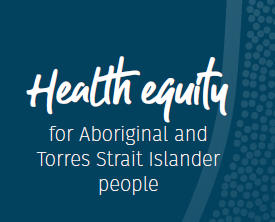 Health equity
for Aboriginal and
Torres Strait Islander
people